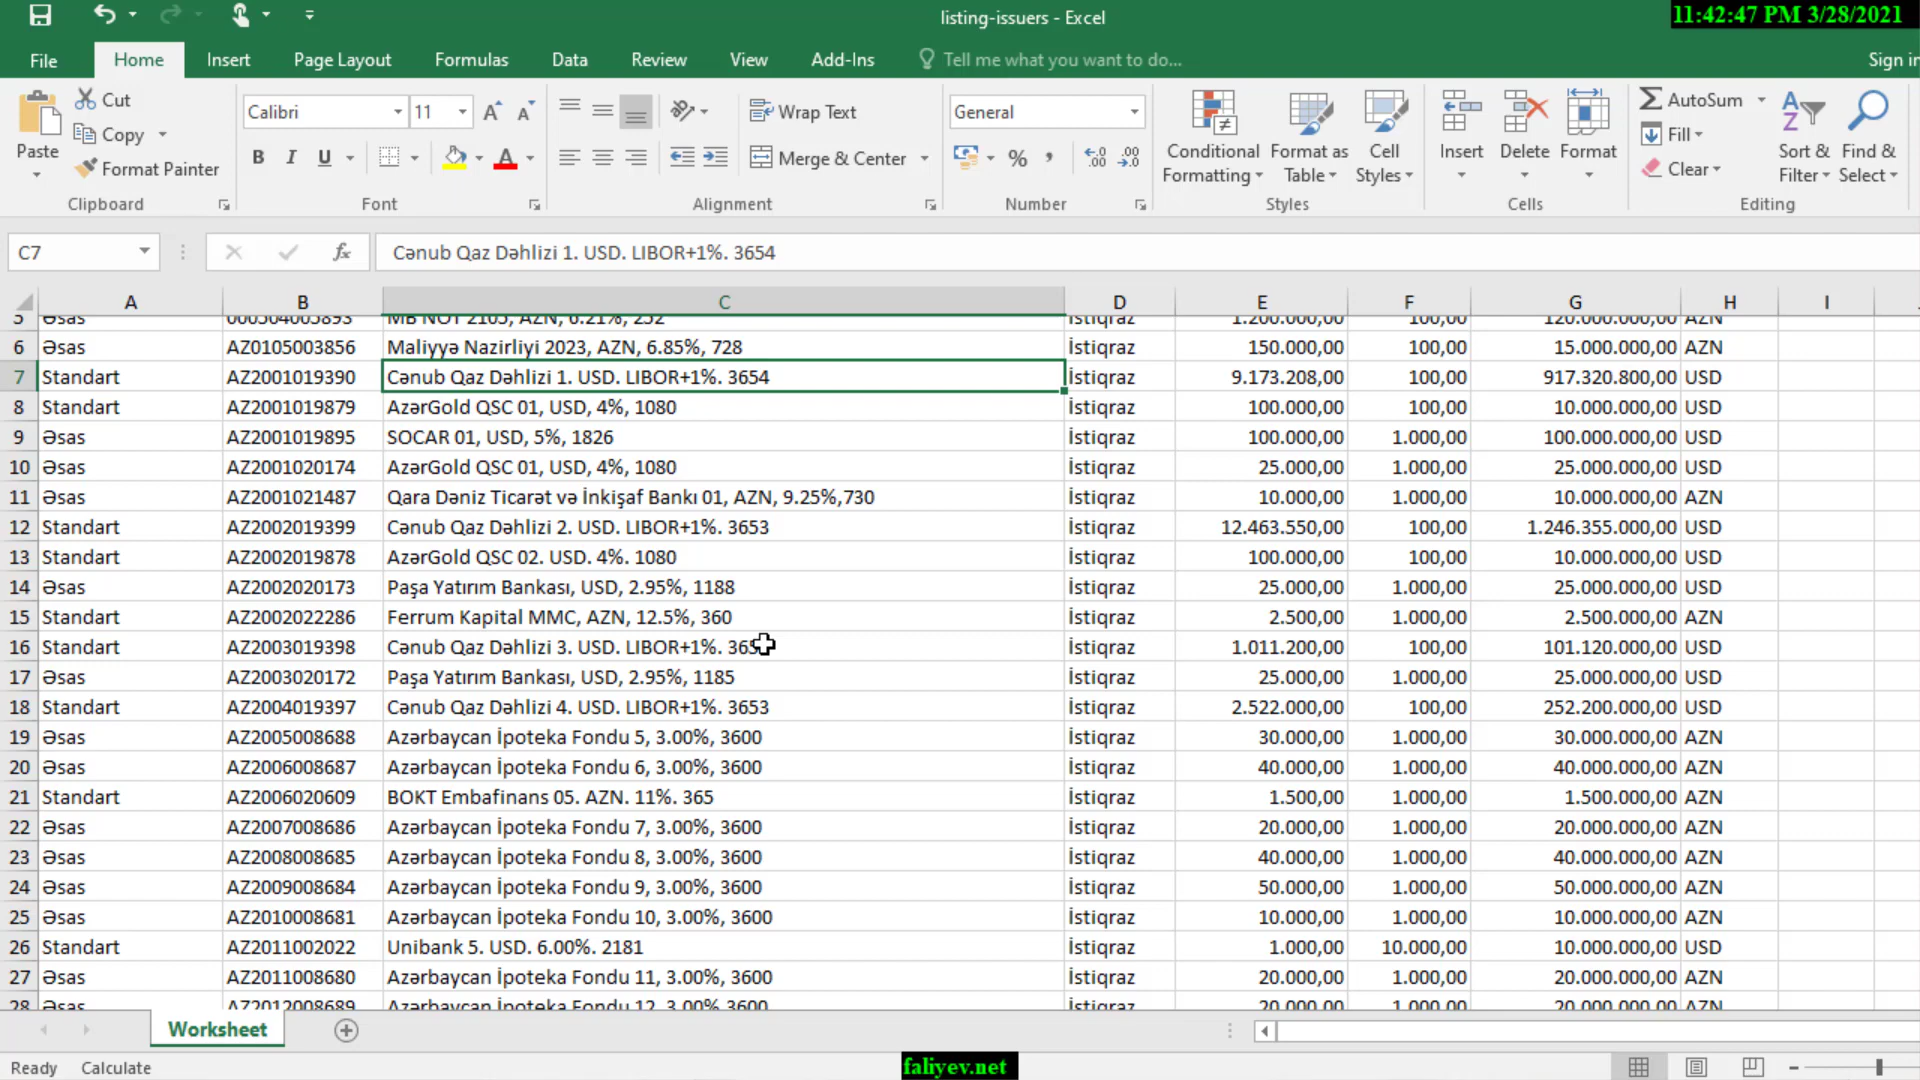 listing-issuers - Excel
11:42:47 PM 3/28/2021
File Home Insert Page Layout Formulas Data Review View Add-Ins Tell me what you want to do... Sign in
Paste Cut Copy Format Painter
Clipboard
Calibri 11
B I U
Font
Wrap Text
Merge & Center
Alignment
General
Number
Conditional Formatting Format as Table Cell Styles
Styles
Insert Delete Format
Cells
AutoSum Fill Clear
Sort & Filter Find & Select
Editing
C7 fx Cənub Qaz Dəhlizi 1. USD. LIBOR+1%. 3654
A B C D E F G H I
5 Əsas 000504005893 MB NOT 2105, AZN, 6.21%, 252 İstiqraz 1.200.000,00 100,00 120.000.000,00 AZN
6 Əsas AZ0105003856 Maliyyə Nazirliyi 2023, AZN, 6.85%, 728 İstiqraz 150.000,00 100,00 15.000.000,00 AZN
7 Standart AZ2001019390 Cənub Qaz Dəhlizi 1. USD. LIBOR+1%. 3654 İstiqraz 9.173.208,00 100,00 917.320.800,00 USD
8 Standart AZ2001019879 AzərGold QSC 01, USD, 4%, 1080 İstiqraz 100.000,00 100,00 10.000.000,00 USD
9 Əsas AZ2001019895 SOCAR 01, USD, 5%, 1826 İstiqraz 100.000,00 1.000,00 100.000.000,00 USD
10 Əsas AZ2001020174 AzərGold QSC 01, USD, 4%, 1080 İstiqraz 25.000,00 1.000,00 25.000.000,00 USD
11 Əsas AZ2001021487 Qara Dəniz Ticarət və İnkişaf Bankı 01, AZN, 9.25%,730 İstiqraz 10.000,00 1.000,00 10.000.000,00 AZN
12 Standart AZ2002019399 Cənub Qaz Dəhlizi 2. USD. LIBOR+1%. 3653 İstiqraz 12.463.550,00 100,00 1.246.355.000,00 USD
13 Standart AZ2002019878 AzərGold QSC 02. USD. 4%. 1080 İstiqraz 100.000,00 100,00 10.000.000,00 USD
14 Əsas AZ2002020173 Paşa Yatırım Bankası, USD, 2.95%, 1188 İstiqraz 25.000,00 1.000,00 25.000.000,00 USD
15 Standart AZ2002022286 Ferrum Kapital MMC, AZN, 12.5%, 360 İstiqraz 2.500,00 1.000,00 2.500.000,00 AZN
16 Standart AZ2003019398 Cənub Qaz Dəhlizi 3. USD. LIBOR+1%. İstiqraz 1.011.200,00 100,00 101.120.000,00 USD
17 Əsas AZ2003020172 Paşa Yatırım Bankası, USD, 2.95%, 1185 İstiqraz 25.000,00 1.000,00 25.000.000,00 USD
18 Standart AZ2004019397 Cənub Qaz Dəhlizi 4. USD. LIBOR+1%. 3653 İstiqraz 2.522.000,00 100,00 252.200.000,00 USD
19 Əsas AZ2005008688 Azərbaycan İpoteka Fondu 5, 3.00%, 3600 İstiqraz 30.000,00 1.000,00 30.000.000,00 AZN
20 Əsas AZ2006008687 Azərbaycan İpoteka Fondu 6, 3.00%, 3600 İstiqraz 40.000,00 1.000,00 40.000.000,00 AZN
21 Standart AZ2006020609 BOKT Embafinans 05. AZN. 11%. 365 İstiqraz 1.500,00 1.000,00 1.500.000,00 AZN
22 Əsas AZ2007008686 Azərbaycan İpoteka Fondu 7, 3.00%, 3600 İstiqraz 20.000,00 1.000,00 20.000.000,00 AZN
23 Əsas AZ2008008685 Azərbaycan İpoteka Fondu 8, 3.00%, 3600 İstiqraz 40.000,00 1.000,00 40.000.000,00 AZN
24 Əsas AZ2009008684 Azərbaycan İpoteka Fondu 9, 3.00%, 3600 İstiqraz 50.000,00 1.000,00 50.000.000,00 AZN
25 Əsas AZ2010008681 Azərbaycan İpoteka Fondu 10, 3.00%, 3600 İstiqraz 10.000,00 1.000,00 10.000.000,00 AZN
26 Standart AZ2011002022 Unibank 5. USD. 6.00%. 2181 İstiqraz 1.000,00 10.000,00 10.000.000,00 USD
27 Əsas AZ2011008680 Azərbaycan İpoteka Fondu 11, 3.00%, 3600 İstiqraz 20.000,00 1.000,00 20.000.000,00 AZN
28 Əsas AZ2012008689 Azərbaycan İpoteka Fondu 12, 3.00%, 3600 İstiqraz 20.000,00 1.000,00 20.000.000,00 AZN
Worksheet
Ready Calculate
faliyev.net